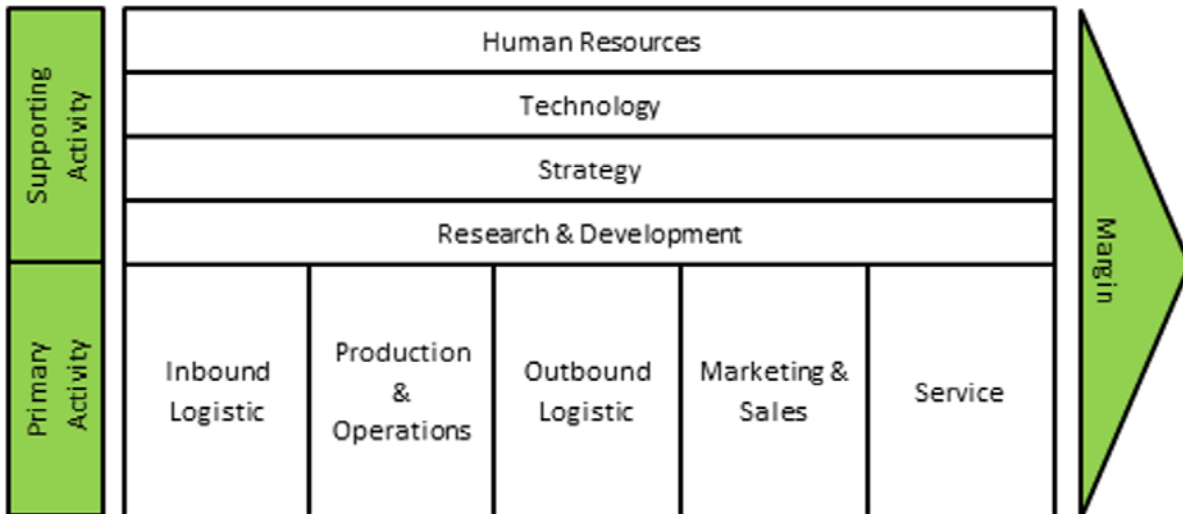 Supporting
Activity
Human Resources
Technology
Strategy
Research & Development
Primary
Activity
Inbound
Logistic
Production
&
Operations
Outbound
Logistic
Marketing &
Sales
Service
Margin